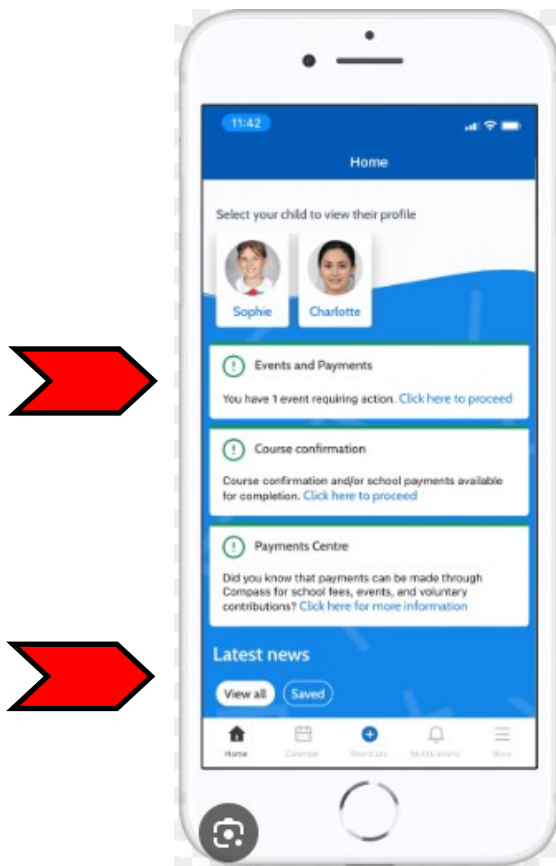 11:42
Home
Select your child to view their profile
Sophie
Charlotte
Events and Payments
You have 1 event requiring action. Click here to proceed
Course confirmation
Course confirmation and/or school payments available
for completion. Click here to proceed
Payments Centre
Did you know that payments can be made through
Compass for school fees, events, and voluntary
contributions? Click here for more information
Latest news
View all
Saved
Home
Calendar
Shortcuts
Notifications
More